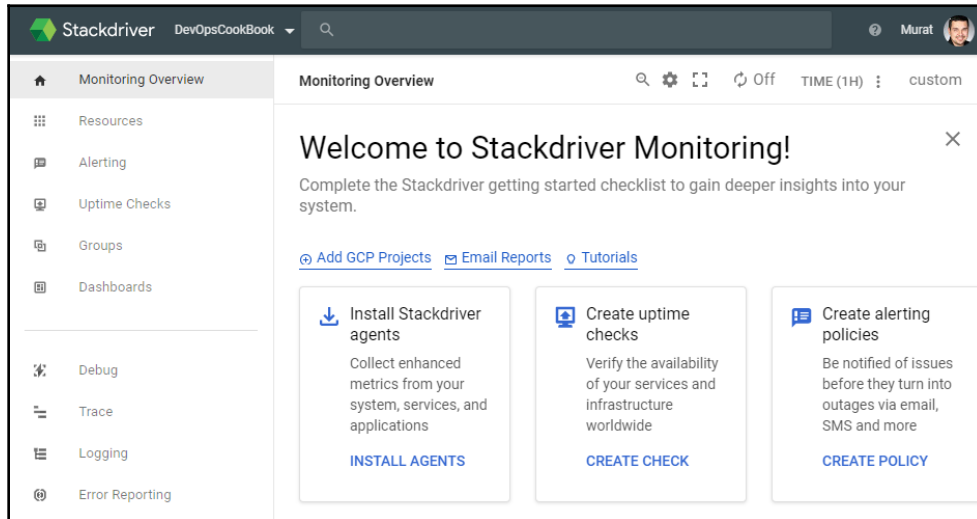 Stackdriver DevOpsCookBook Murat
Monitoring Overview
Resources
Alerting
Uptime Checks
Groups
Dashboards
Debug
Trace
Logging
Error Reporting
Monitoring Overview Off TIME (1H) custom
Welcome to Stackdriver Monitoring!
Complete the Stackdriver getting started checklist to gain deeper insights into your
system.
Add GCP Projects Email Reports Tutorials
Install Stackdriver
agents
Collect enhanced
metrics from your
system, services, and
applications
INSTALL AGENTS
Create uptime
checks
Verify the availability
of your services and
infrastructure
worldwide
CREATE CHECK
Create alerting
policies
Be notified of issues
before they turn into
outages via email,
SMS and more
CREATE POLICY